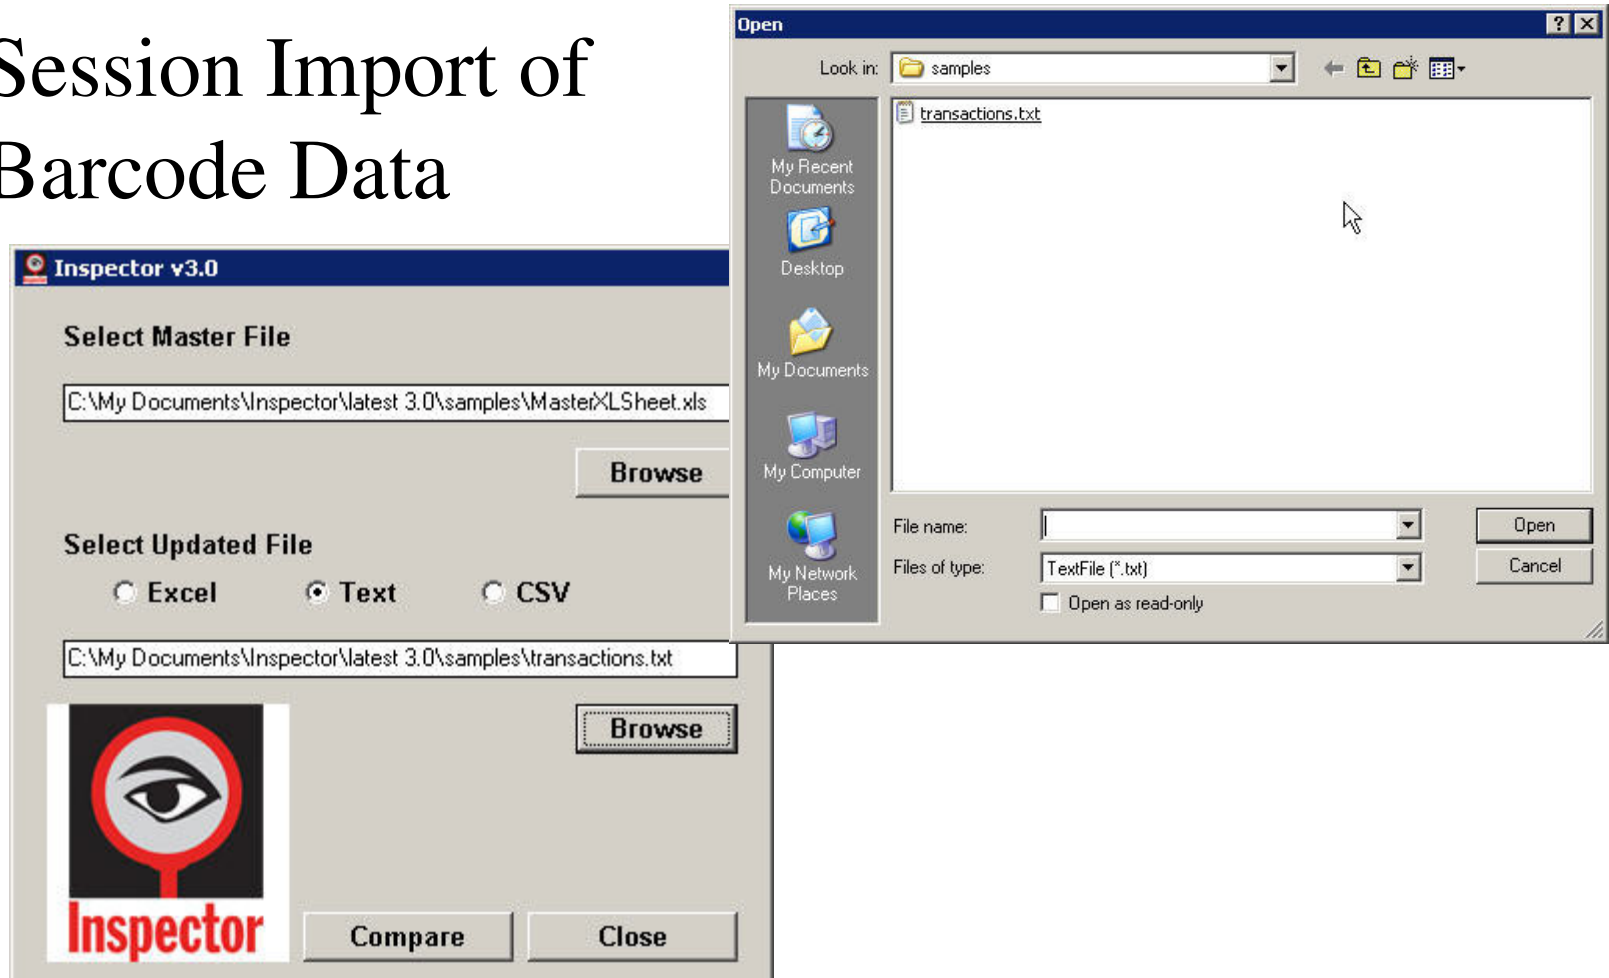 Session Import of
Barcode Data
Open
Look in:
samples
transactions.txt
My Recent
Documents
Desktop
My Documents
My Computer
My Network
Places
File name:
Open
Files of type:
TextFile (*.txt)
Cancel
Open as read-only
Inspector v3.0
Select Master File
C:\My Documents\Inspector\latest 3.0\samples\MasterXLSheet.xls
Browse
Select Updated File
Excel
Text
CSV
C:\My Documents\Inspector\latest 3.0\samples\transactions.txt
Browse
Inspector
Compare
Close